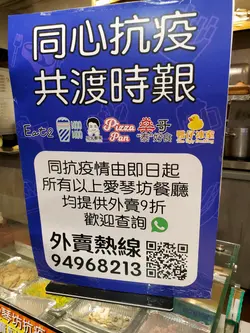 同心抗疫
共渡時艱
Pizza
Pan
同抗疫情由即日起
所有以上愛琴坊餐廳
均提供外賣9折
歡迎查詢
外賣熱線
94968213